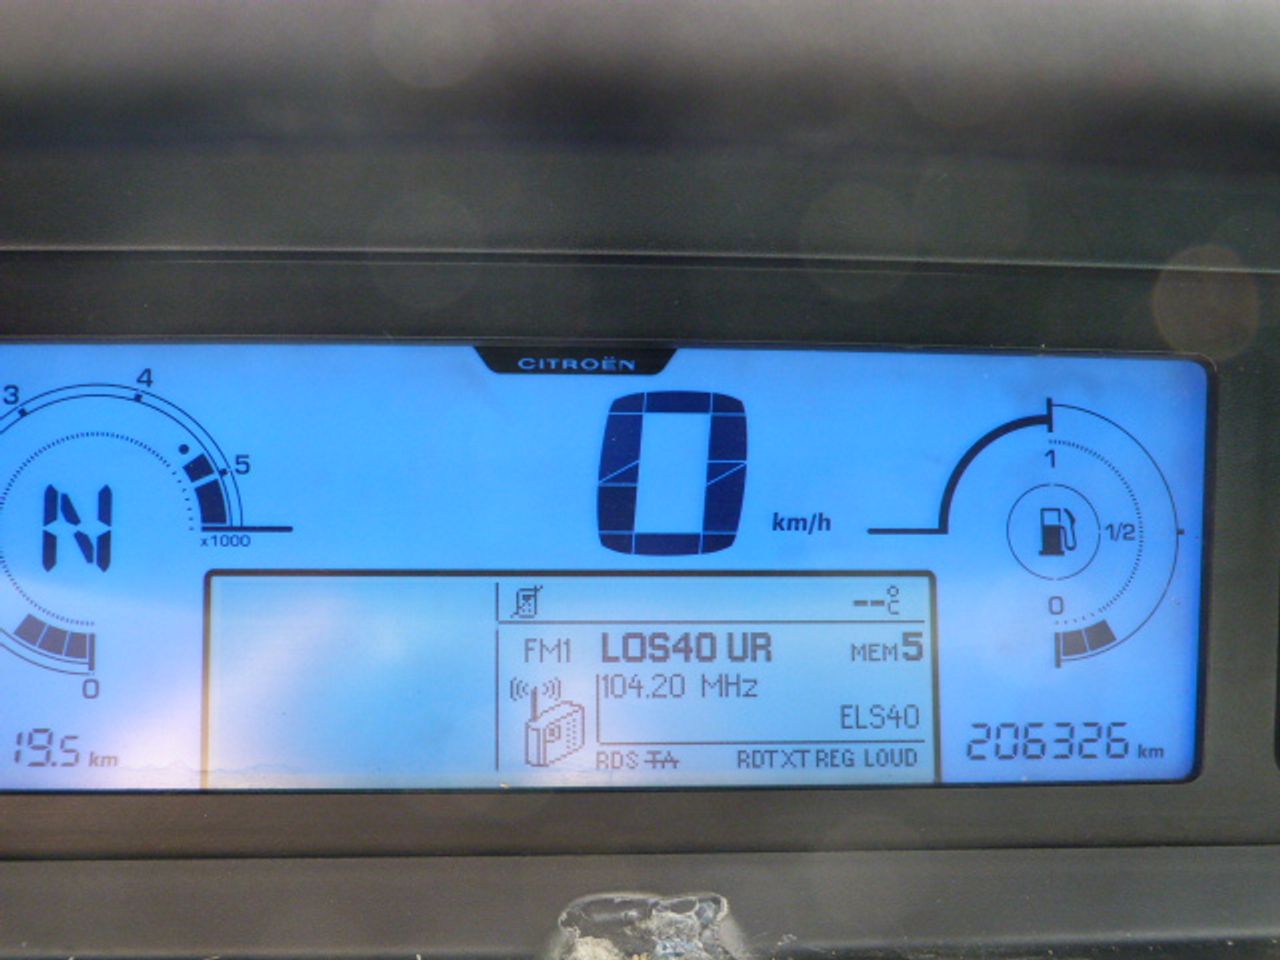 CITROËN
3
4
5
x1000
N
0
19.5 km
0 km/h
--°C
FM1 LOS40 UR MEM5
104.20 MHz
ELS40
RDS TA RDTXT REG LOUD
1
1/2
0
206326 km